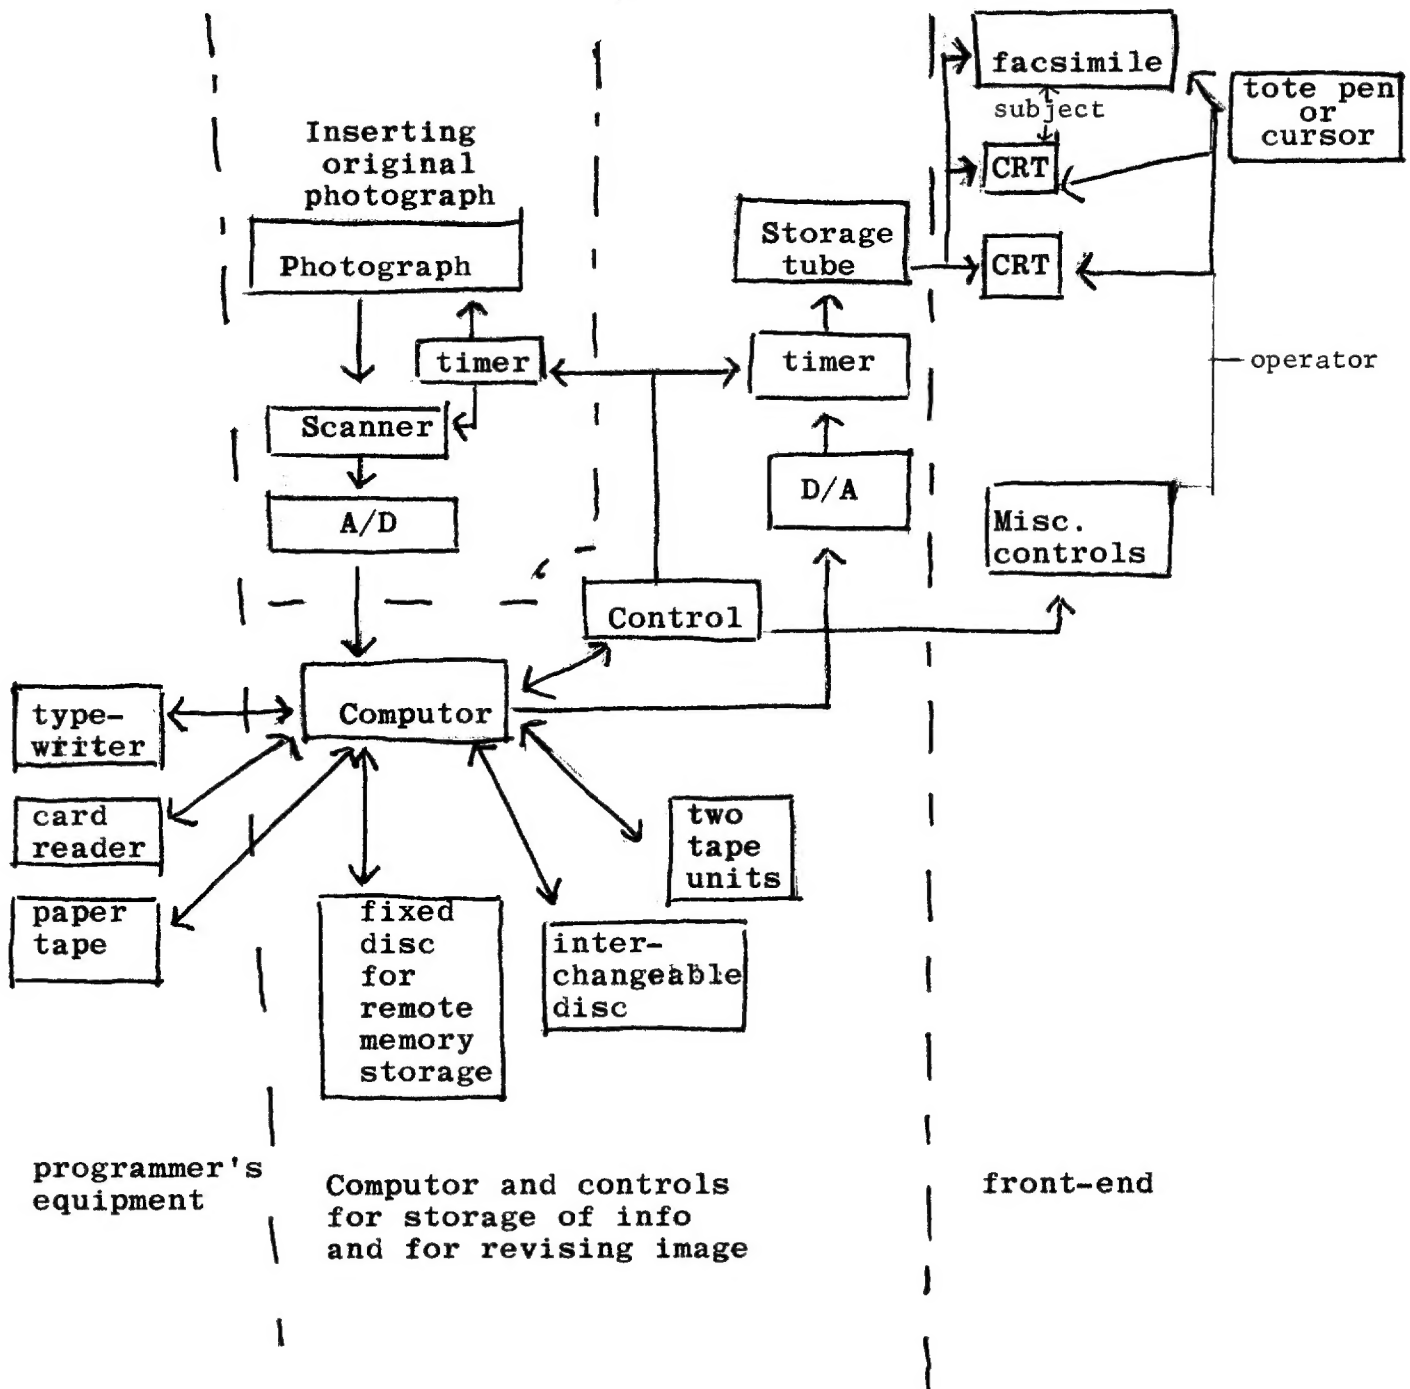 facsimile
subject
tote pen
or
cursor
CRT
CRT
operator
Inserting
original
photograph
Photograph
timer
Scanner
A/D
Storage
tube
timer
D/A
Misc.
controls
Control
Computor
type-
writer
card
reader
paper
tape
fixed
disc
for
remote
memory
storage
inter-
changeable
disc
two
tape
units
programmer's
equipment
Computor and controls
for storage of info
and for revising image
front-end